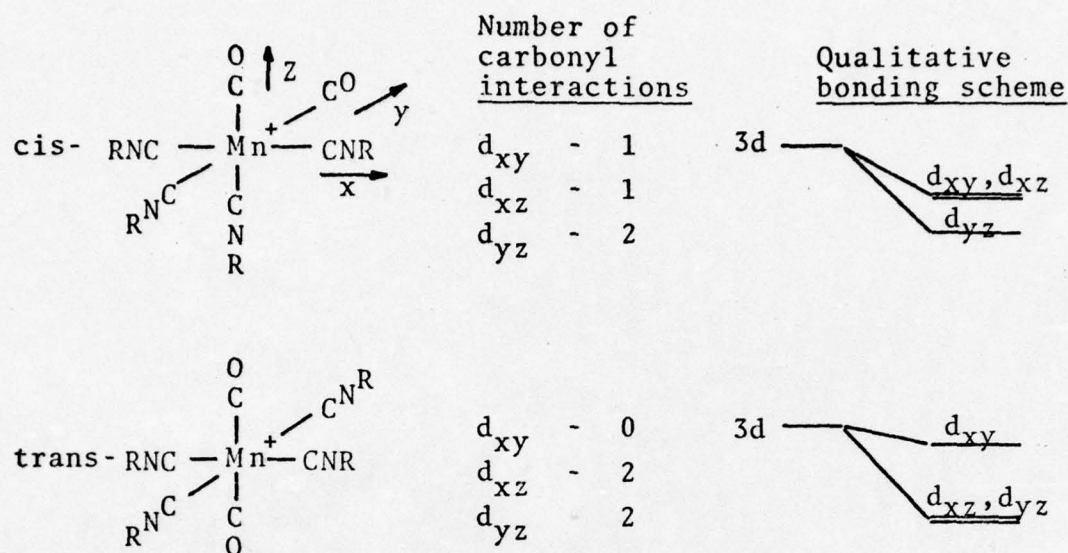 Number of carbonyl interactions
Qualitative bonding scheme
cis-
O
C
Z
C O
y
RNC Mn + CNR
x
R N C
C
N
R
d_xy - 1
d_xz - 1
d_yz - 2
3d
d_xy, d_xz
d_yz
trans-
O
C
C N R
RNC Mn + CNR
R N C
C
O
d_xy - 0
d_xz - 2
d_yz - 2
3d
d_xy
d_xz, d_yz